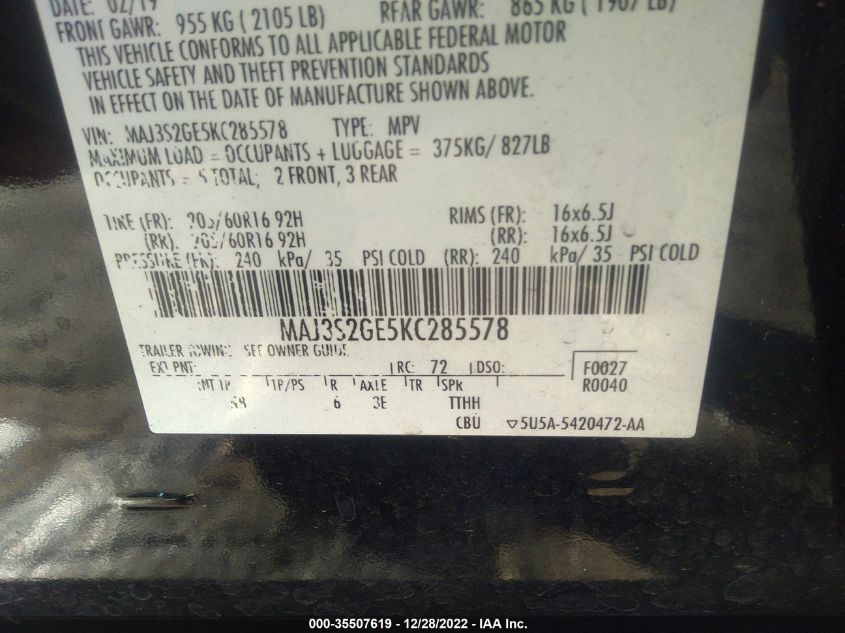 DATE: 02/19
FRONT GAWR: 955 KG ( 2105 LB) REAR GAWR: 865 KG ( 1907 LB)
THIS VEHICLE CONFORMS TO ALL APPLICABLE FEDERAL MOTOR
VEHICLE SAFETY AND THEFT PREVENTION STANDARDS
IN EFFECT ON THE DATE OF MANUFACTURE SHOWN ABOVE.
VIN: MAJ3S2GE5KC285578 TYPE: MPV
MAXIMUM LOAD = OCCUPANTS + LUGGAGE = 375KG/ 827LB
OCCUPANTS = 5 TOTAL; 2 FRONT, 3 REAR
TIRE (FR): 205/60R16 92H RIMS (FR): 16x6.5J
(RR): 205/60R16 92H (RR): 16x6.5J
PRESSURE (FR): 240 kPa/ 35 PSI COLD (RR): 240 kPa/ 35 PSI COLD
MAJ3S2GE5KC285578
TRAILER TOWING: SEE OWNER GUIDE
EXT PNT: RC: 72 DSO: F0027
R0040
INT TR TP/PS R AXLE TR SPR
6 3E TTHH
CBU ▽5U5A-5420472-AA
000-35507619 - 12/28/2022 - IAA Inc.